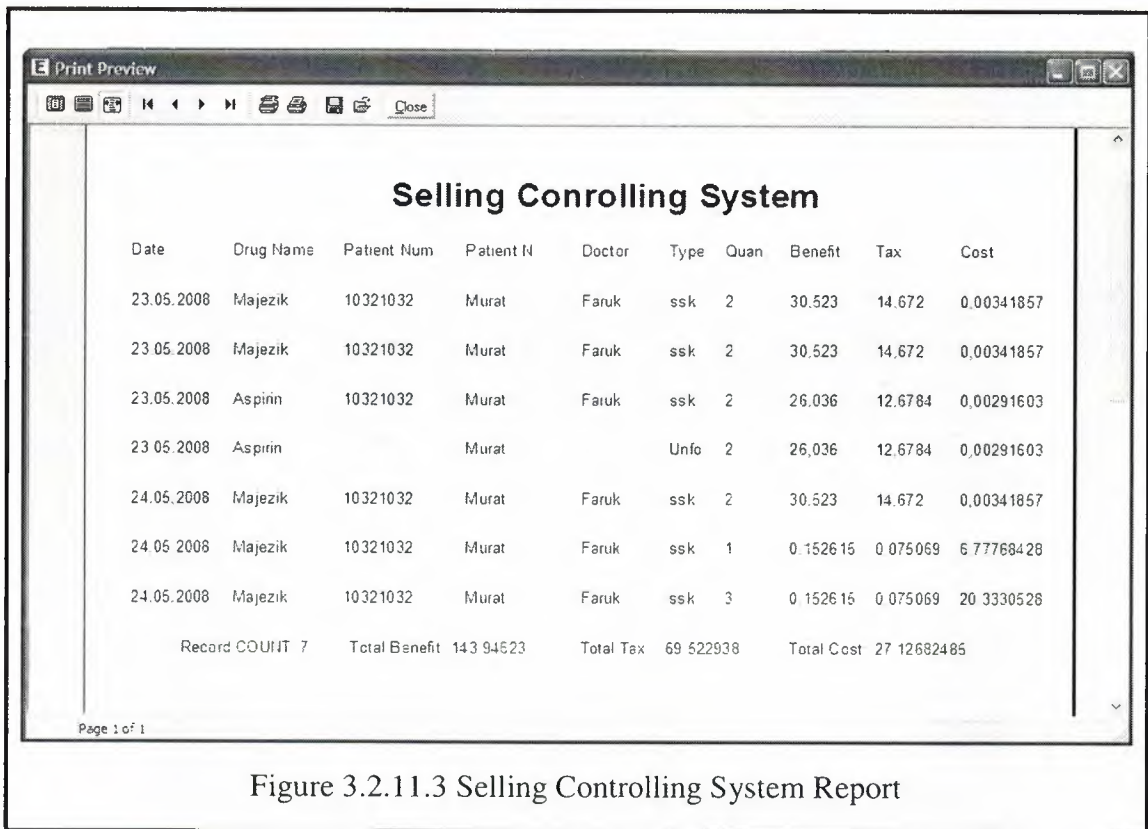 Print Preview
Close
Selling Conrolling System
Date Drug Name Patient Num Patient N Doctor Type Quan Benefit Tax Cost
23.05.2008 Majezik 10321032 Murat Faruk ssk 2 30,523 14,672 0,00341857
23.05.2008 Majezik 10321032 Murat Faruk ssk 2 30,523 14,672 0,00341857
23.05.2008 Aspirin 10321032 Murat Faruk ssk 2 26,036 12,6784 0,00291603
23.05.2008 Aspirin Murat Unfo 2 26,036 12,6784 0,00291603
24.05.2008 Majezik 10321032 Murat Faruk ssk 2 30,523 14,672 0,00341857
24.05.2008 Majezik 10321032 Murat Faruk ssk 1 0,152615 0,075069 6,77768428
24.05.2008 Majezik 10321032 Murat Faruk ssk 3 0,152615 0,075069 20,3330528
Record COUNT 7 Total Benefit 143,94623 Total Tax 69,522938 Total Cost 27,12682485
Page 1 of 1
Figure 3.2.11.3 Selling Controlling System Report